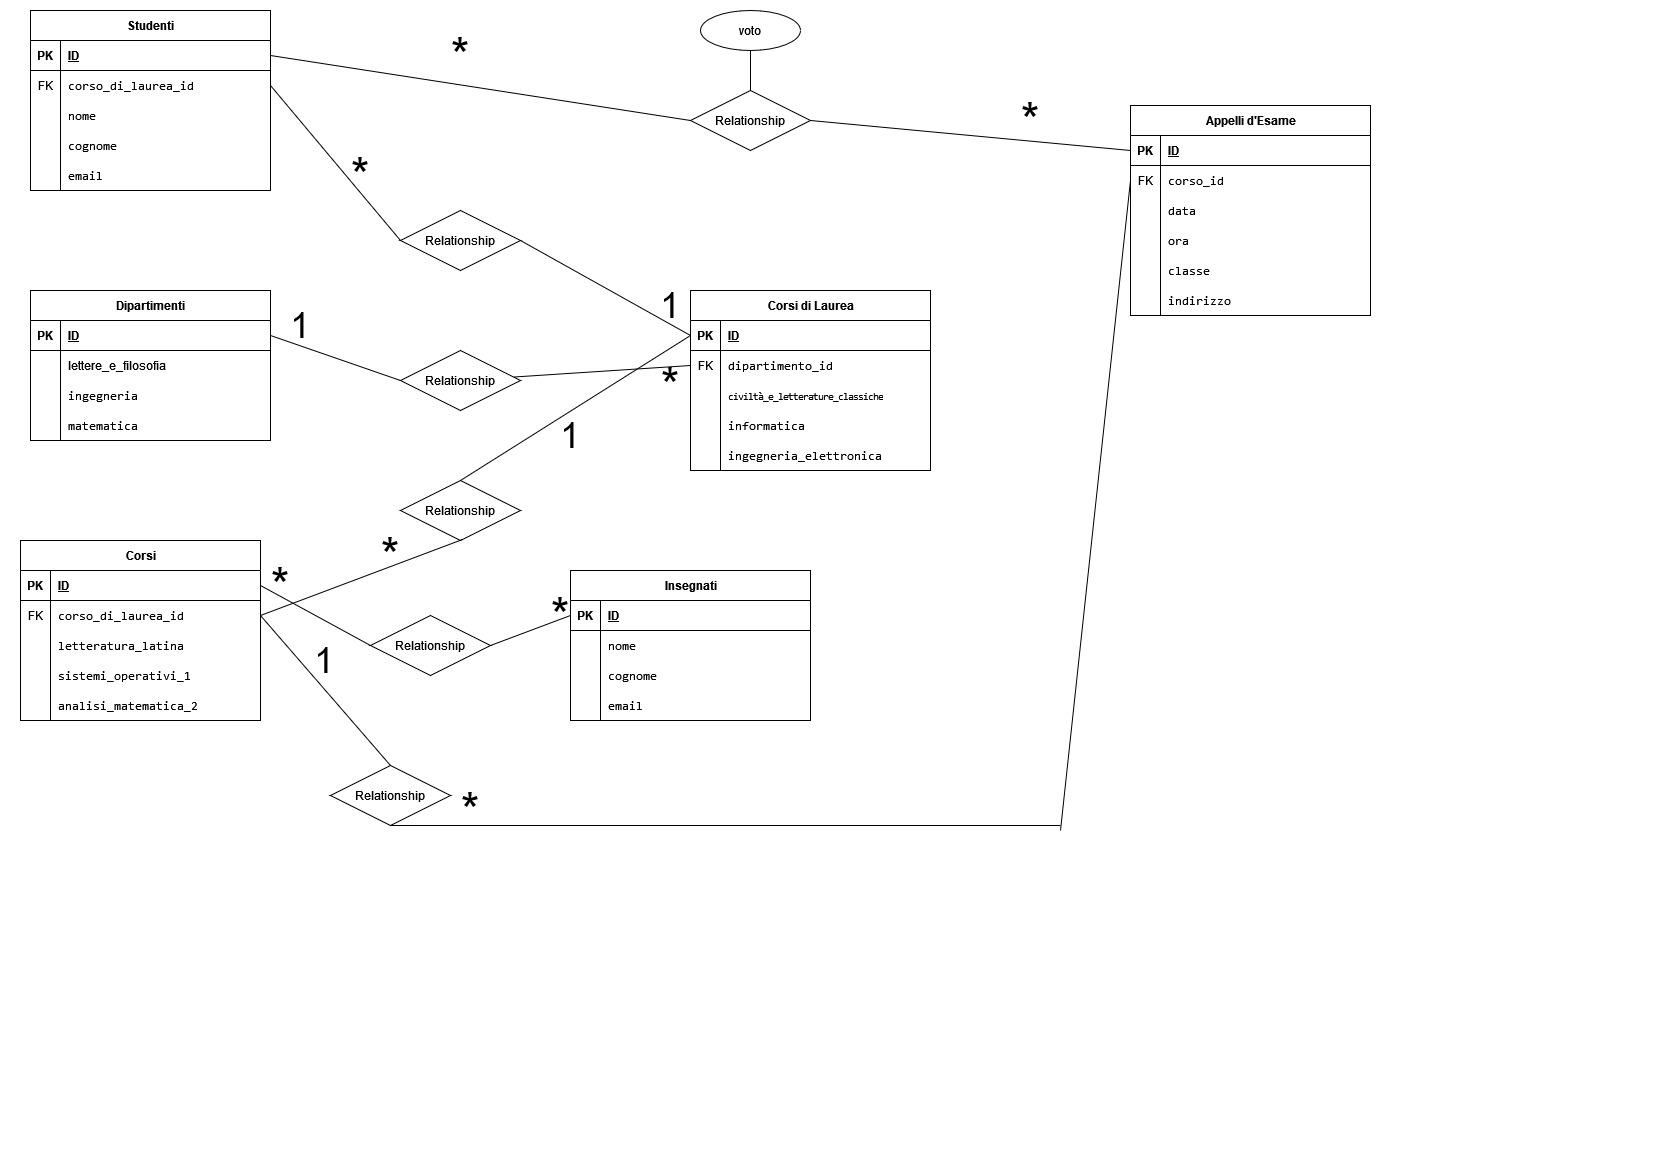 Studenti
PK ID
FK corso_di_laurea_id
nome
cognome
email
*
voto
Relationship
*
Appelli d'Esame
PK ID
FK corso_id
data
ora
classe
indirizzo
*
Relationship
1
Dipartimenti
PK ID
lettere_e_filosofia
ingegneria
matematica
1
Relationship
*
Corsi di Laurea
PK ID
FK dipartimento_id
civiltà_e_letterature_classiche
informatica
ingegneria_elettronica
1
Relationship
*
Corsi
PK ID
FK corso_di_laurea_id
letteratura_latina
sistemi_operativi_1
analisi_matematica_2
*
Relationship
*
Insegnati
PK ID
nome
cognome
email
1
Relationship
*